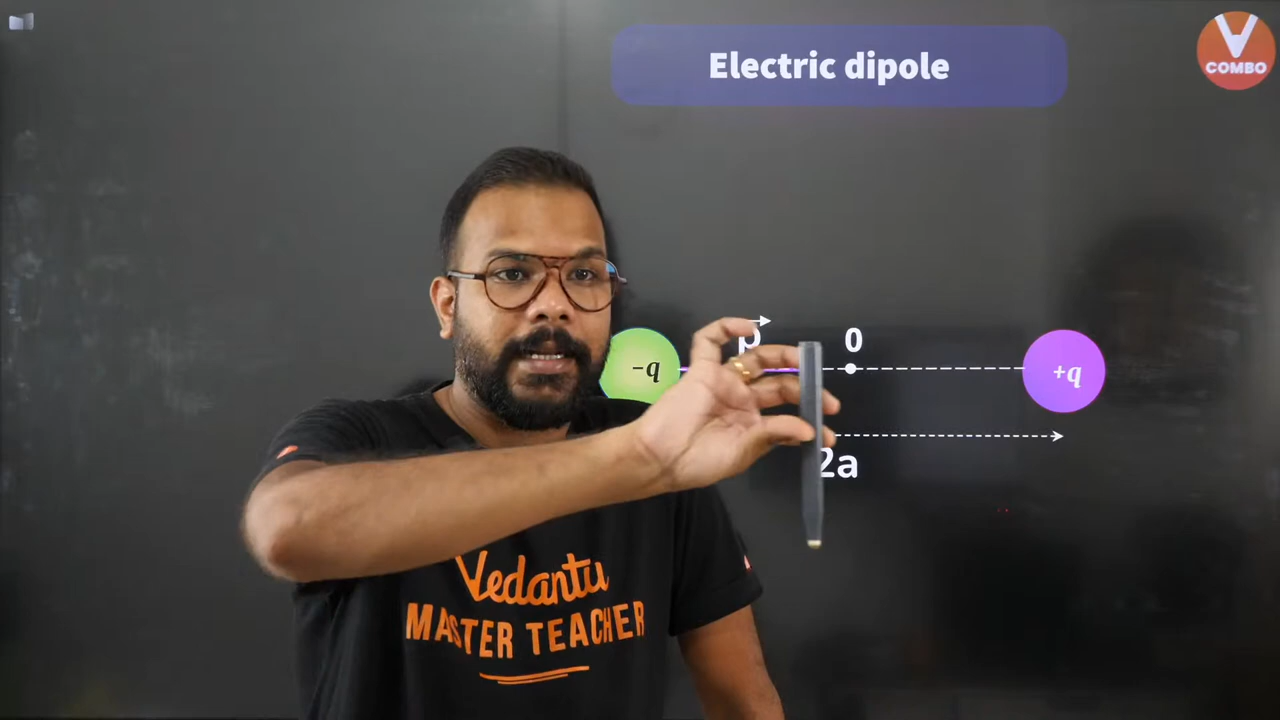 Electric dipole
COMBO
p
0
-q
+q
2a
Vedantu
MASTER TEACHER